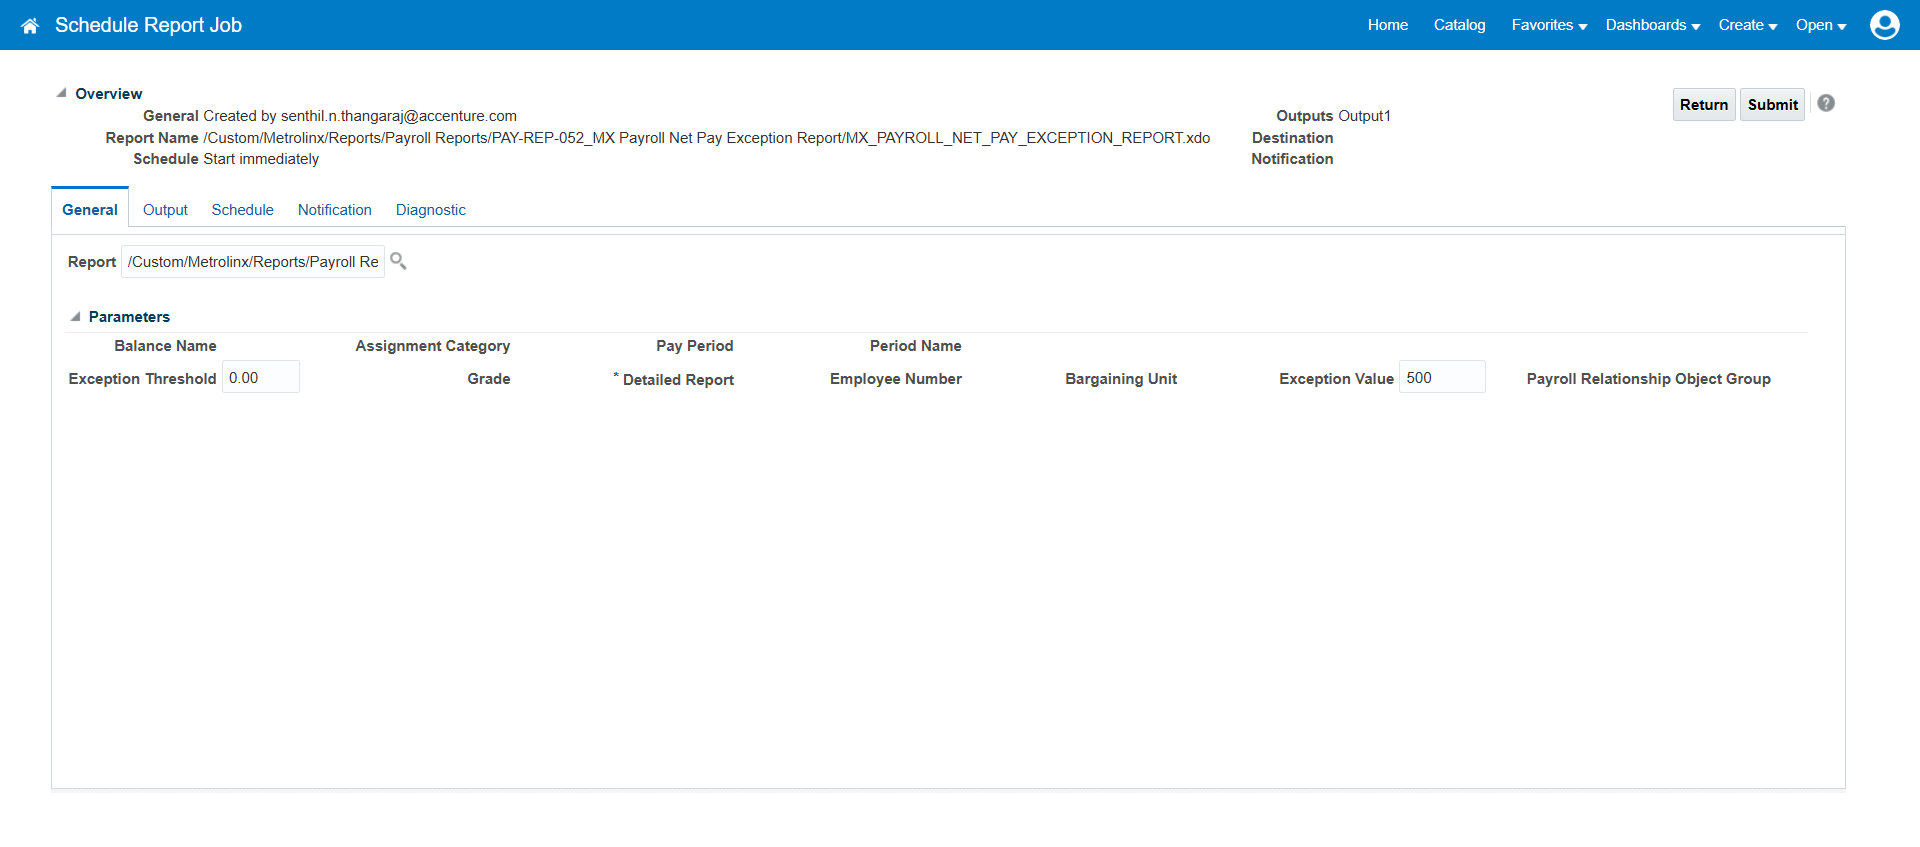 Schedule Report Job
Home Catalog Favorites Dashboards Create Open
Overview
General Created by senthil.n.thangaraj@accenture.com
Report Name /Custom/Metrolinx/Reports/Payroll Reports/PAY-REP-052_MX Payroll Net Pay Exception Report/MX_PAYROLL_NET_PAY_EXCEPTION_REPORT.xdo
Schedule Start immediately
Outputs Output1
Destination
Notification
Return Submit ?
General Output Schedule Notification Diagnostic
Report /Custom/Metrolinx/Reports/Payroll Re
Parameters
Balance Name Assignment Category Pay Period Period Name
Exception Threshold 0.00 Grade * Detailed Report Employee Number Bargaining Unit Exception Value 500 Payroll Relationship Object Group